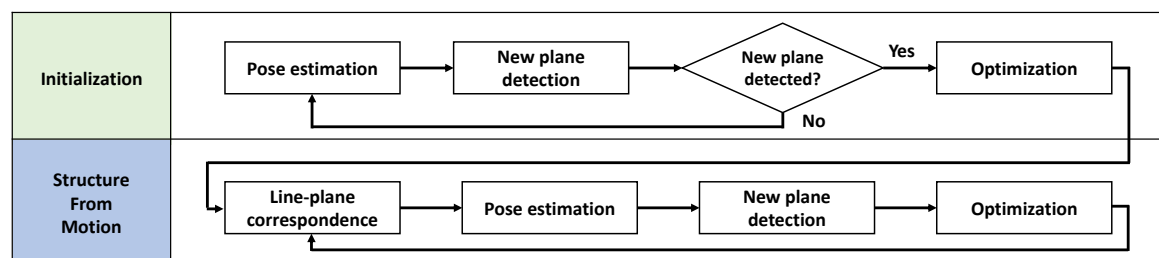 Initialization
Pose estimation
New plane
detection
New plane
detected?
Yes
No
Optimization
Structure
From
Motion
Line-plane
correspondence
Pose estimation
New plane
detection
Optimization